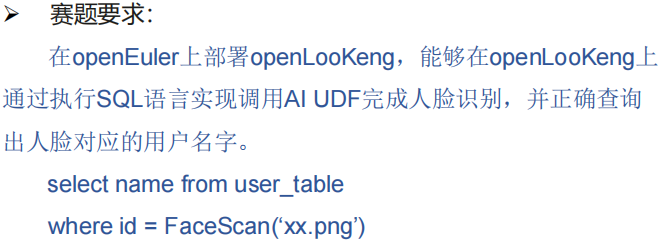 ➢ 赛题要求：
在openEuler上部署openLooKeng，能够在openLooKeng上
通过执行SQL语言实现调用AI UDF完成人脸识别，并正确查询
出人脸对应的用户名字。
select name from user_table
where id = FaceScan(‘xx.png’)